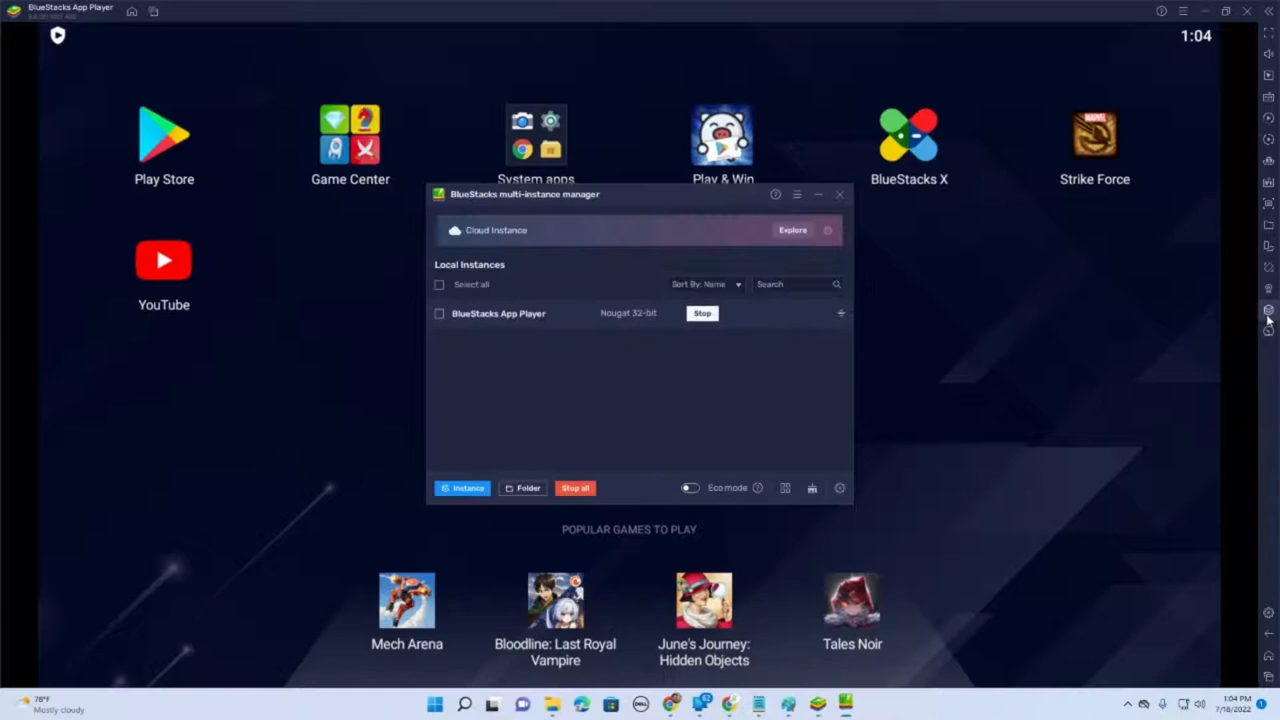 BlueStacks App Player
1:04
Play Store
Game Center
System apps
Play & Win
BlueStacks X
MARVEL
Strike Force
YouTube
BlueStacks multi-instance manager
Cloud Instance
Explore
Local Instances
Select all
Sort By: Name
Search
BlueStacks App Player
Nougat 32-bit
Stop
Instance
Folder
Stop all
Eco mode
POPULAR GAMES TO PLAY
Mech Arena
Bloodline: Last Royal
Vampire
June's Journey:
Hidden Objects
Tales Noir
78°F
Mostly cloudy
DELL
1:04 PM
7/18/2022